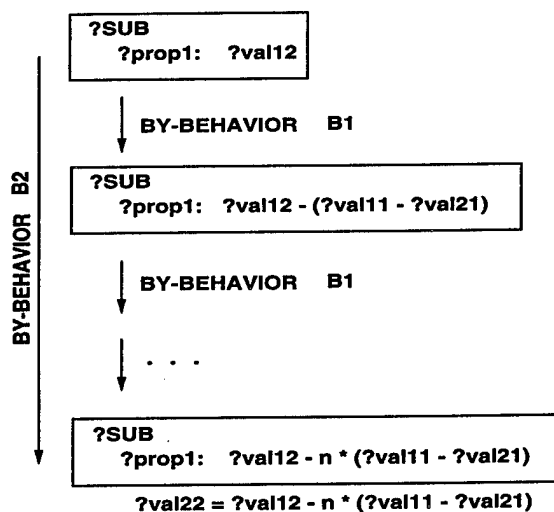 ?SUB
?prop1: ?val12
BY-BEHAVIOR B1
?SUB
?prop1: ?val12 - (?val11 - ?val21)
BY-BEHAVIOR B1
. . .
?SUB
?prop1: ?val12 - n * (?val11 - ?val21)
?val22 = ?val12 - n * (?val11 - ?val21)
BY-BEHAVIOR B2